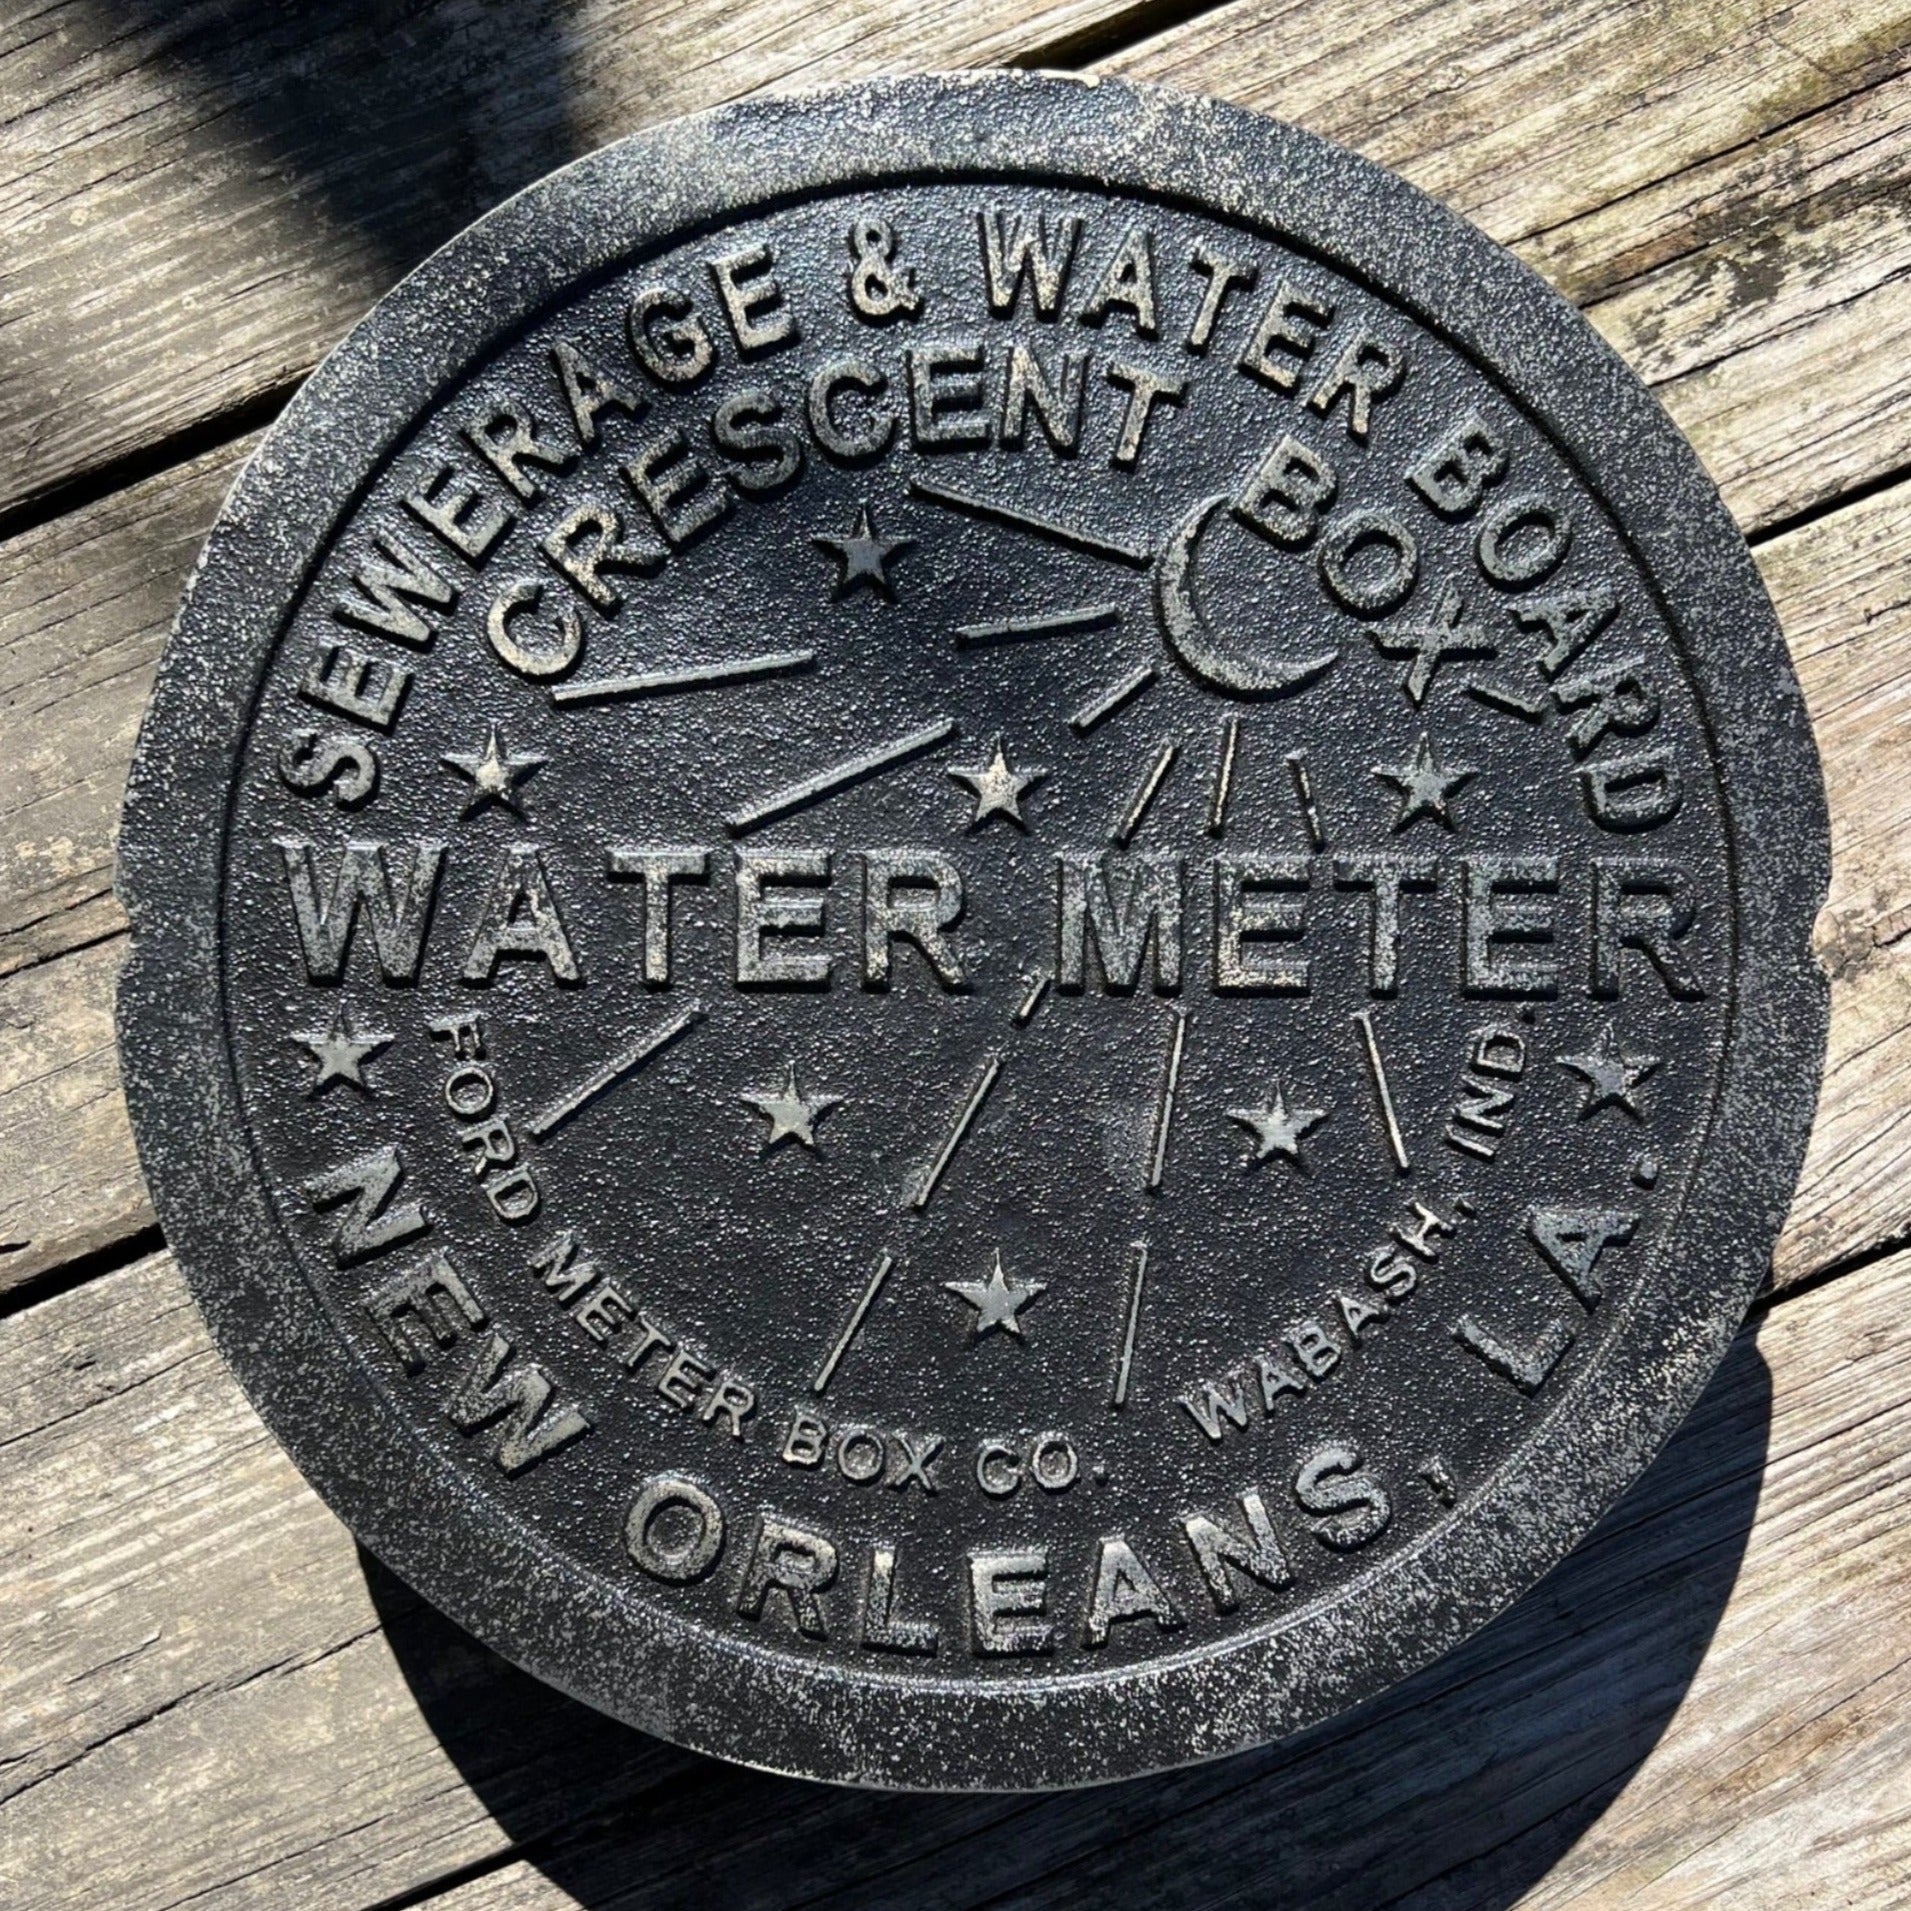 SEWERAGE & WATER BOARD
CRESCENT BOX
WATER METER
FORD METER BOX CO. WABASH, IND.
NEW ORLEANS, LA.